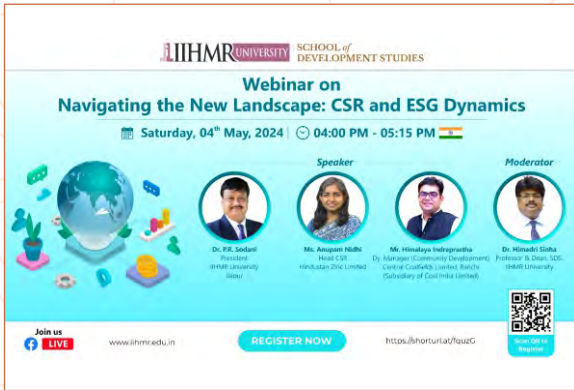 IIHMR UNIVERSITY
SCHOOL of
DEVELOPMENT STUDIES
Webinar on
Navigating the New Landscape: CSR and ESG Dynamics
Saturday, 04th May, 2024 | 04:00 PM - 05:15 PM
Speaker
Moderator
Dr. P.R. Sodani
President
IIHMR University
Jaipur
Ms. Anupam Nidhi
Head CSR
Hindustan Zinc Limited
Mr. Himalaya Indraprastha
Dy. Manager (Community Development)
Central Coalfields Limited, Ranchi
(Subsidiary of Coal India Limited)
Dr. Himadri Sinha
Professor & Dean, SDS,
IIHMR University
Join us
LIVE
www.iihmr.edu.in
REGISTER NOW
https://shorturl.at/fquzG
Scan QR to
Register